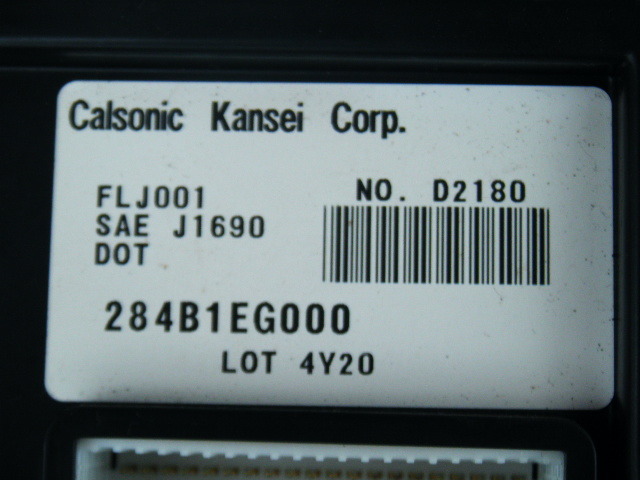 Calsonic Kansei Corp.
FLJ001
NO. D2180
SAE J1690
DOT
284B1EG000
LOT 4Y20